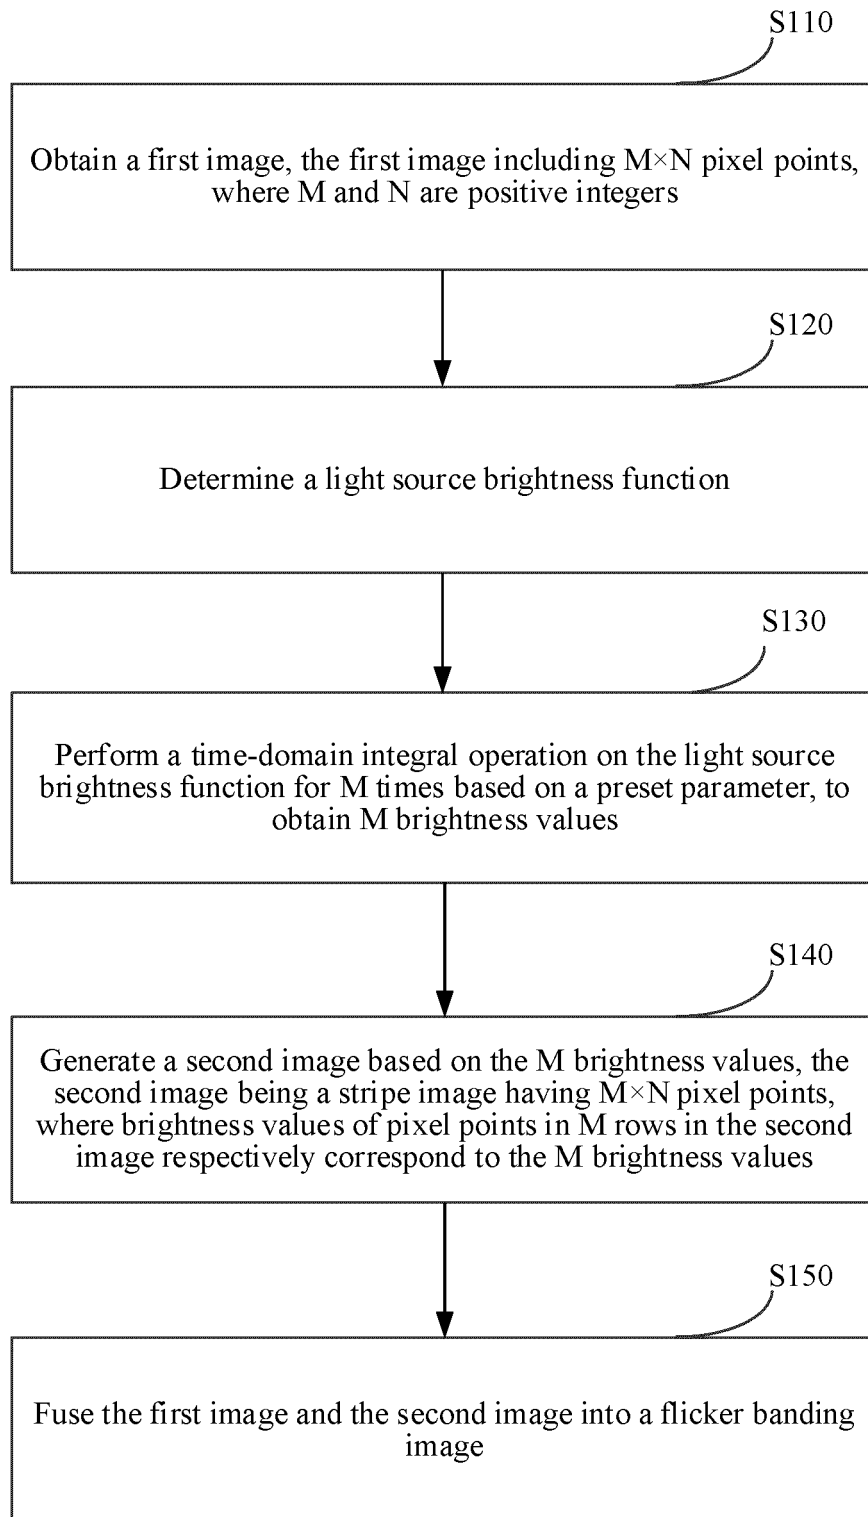 S110
Obtain a first image, the first image including M×N pixel points,
where M and N are positive integers
S120
Determine a light source brightness function
S130
Perform a time-domain integral operation on the light source
brightness function for M times based on a preset parameter, to
obtain M brightness values
S140
Generate a second image based on the M brightness values, the
second image being a stripe image having M×N pixel points,
where brightness values of pixel points in M rows in the second
image respectively correspond to the M brightness values
S150
Fuse the first image and the second image into a flicker banding
image